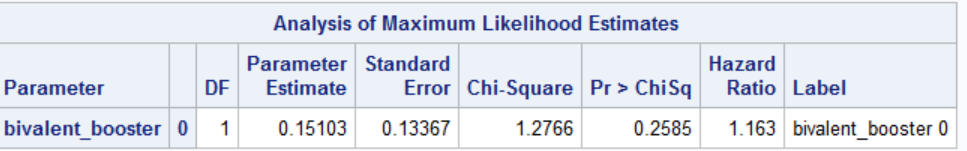 Analysis of Maximum Likelihood Estimates
Parameter DF Parameter Estimate Standard Error Chi-Square Pr > ChiSq Hazard Ratio Label
bivalent_booster 0 1 0.15103 0.13367 1.2766 0.2585 1.163 bivalent_booster 0